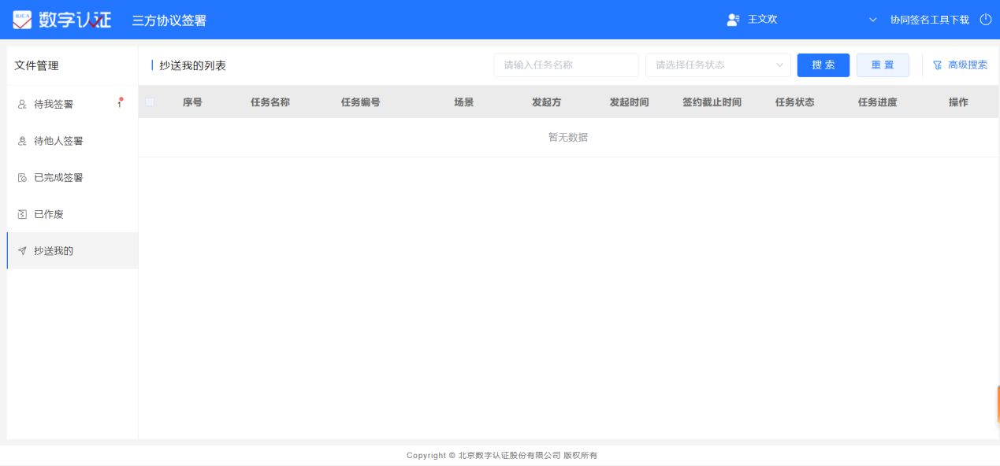 BJCA 数字认证 三方协议签署 王文欢 协同签名工具下载
文件管理
待我签署 1
待他人签署
已完成签署
已作废
抄送我的
抄送我的列表 请输入任务名称 请选择任务状态 搜索 重置 高级搜索
序号 任务名称 任务编号 场景 发起方 发起时间 签约截止时间 任务状态 任务进度 操作
暂无数据
Copyright © 北京数字认证股份有限公司 版权所有